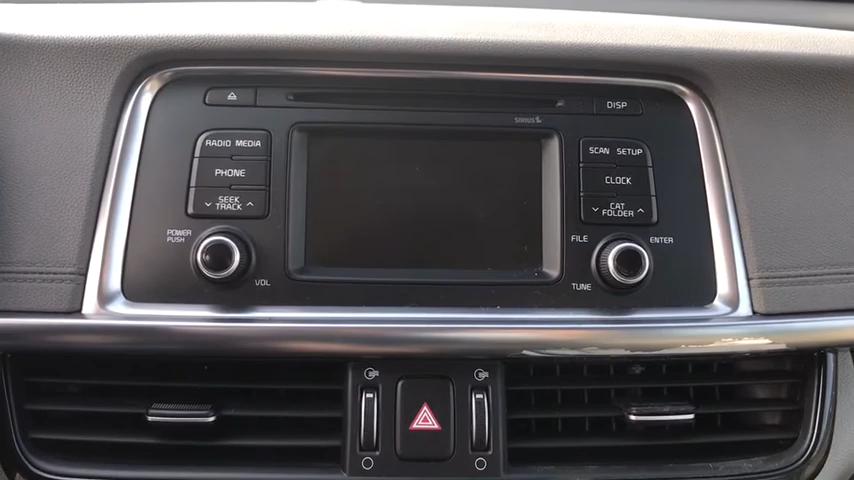 DISP
SIRIUS
RADIO MEDIA
PHONE
SEEK
TRACK
POWER
PUSH
VOL
SCAN SETUP
CLOCK
CAT
FOLDER
FILE
ENTER
TUNE